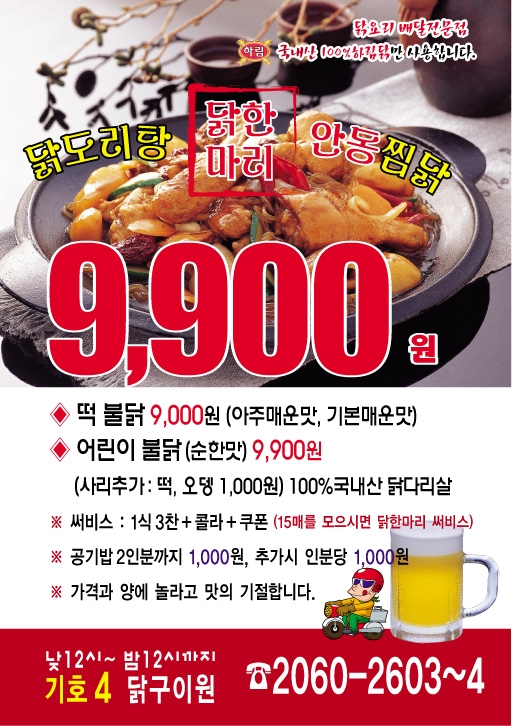 닭요리 배달전문점
하림 국내산 100%하림닭만 사용합니다.
닭도리탕
닭한
마리
안동찜닭
9,900원
◈ 떡 불닭 9,000원 (아주매운맛, 기본매운맛)
◈ 어린이 불닭(순한맛) 9,900원
(사리추가 : 떡, 오뎅 1,000원) 100%국내산 닭다리살
※ 써비스 : 1식 3찬+콜라+쿠폰 (15매를 모으시면 닭한마리 써비스)
※ 공기밥 2인분까지 1,000원, 추가시 인분당 1,000원
※ 가격과 양에 놀라고 맛의 기절합니다.
낮12시~ 밤12시까지
기호 4 닭구이원
☎2060-2603~4